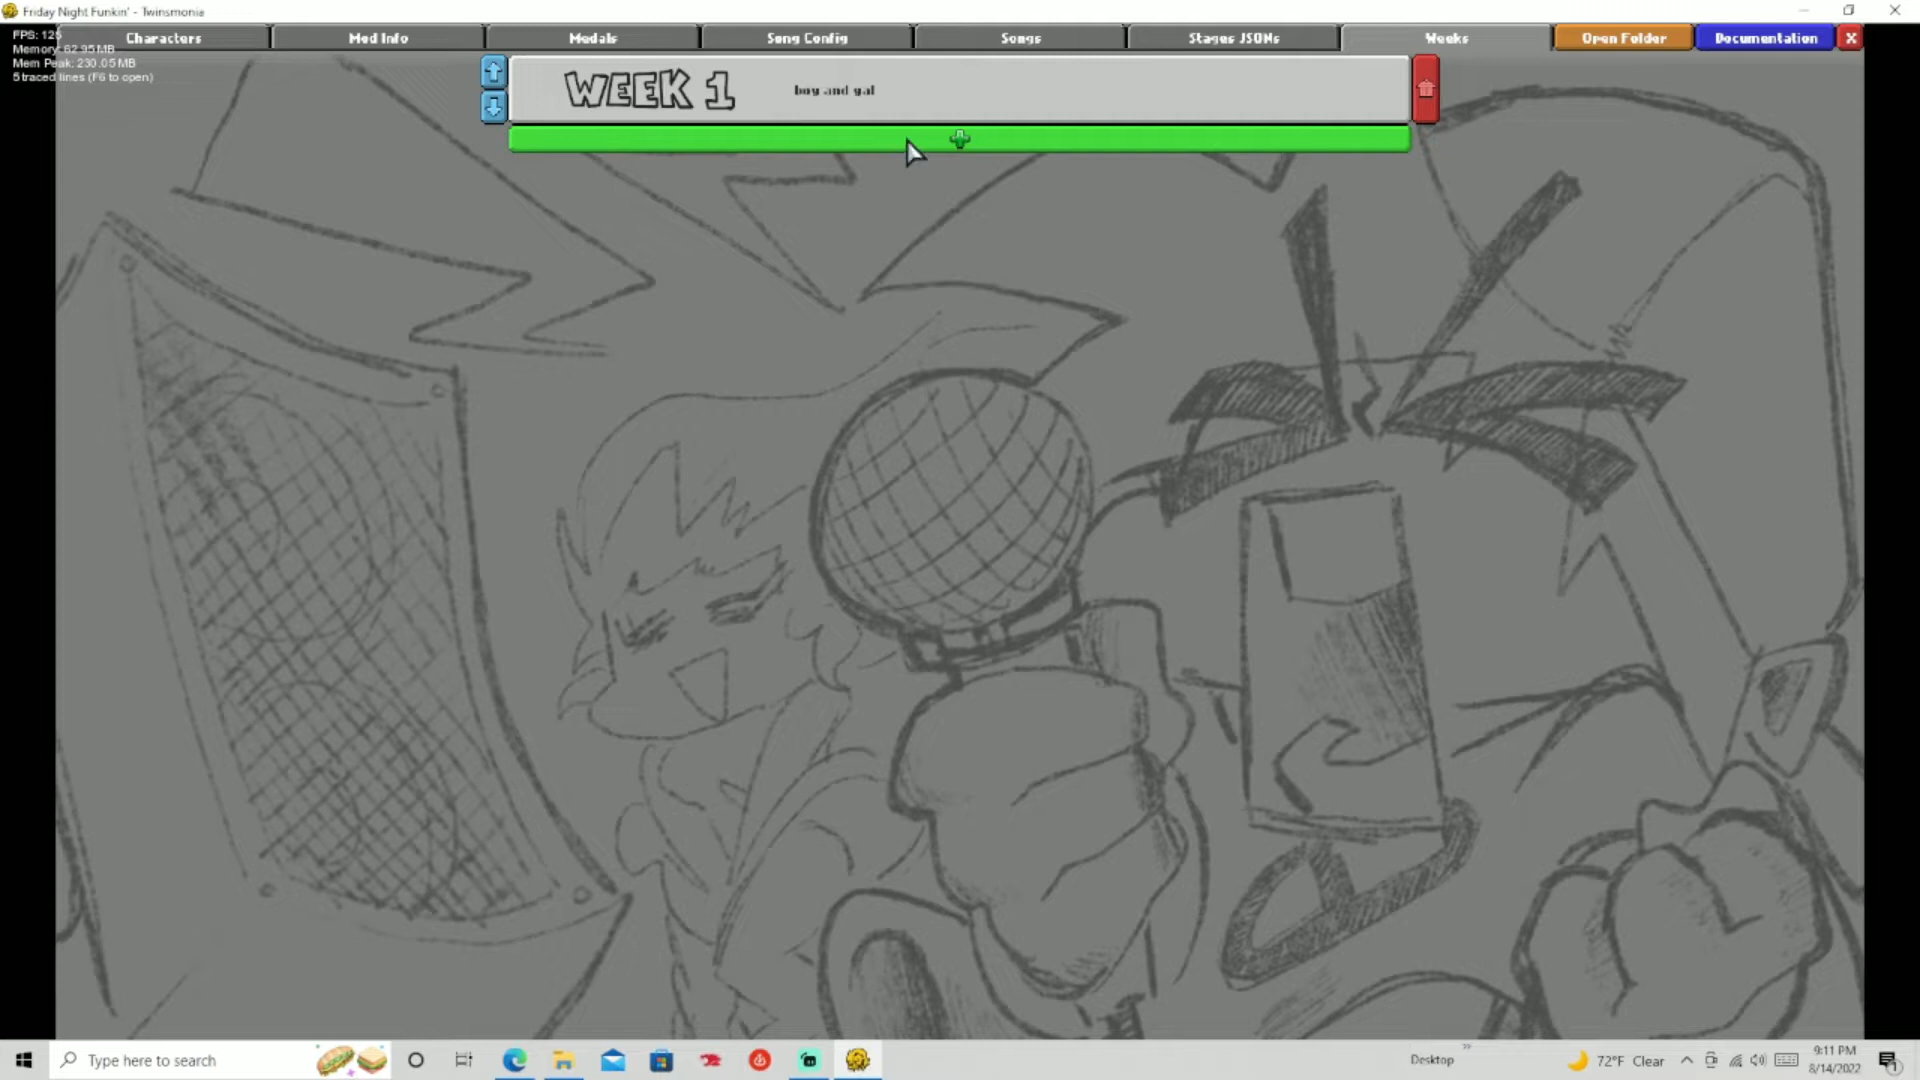 Friday Night Funkin' - Twinsmonia
FPS: 125
Memory: 62.95 MB
Mem Peak: 230.05 MB
5 traced lines (F6 to open)
Characters
Mod Info
Medals
Song Config
Songs
Stages JSONs
Weeks
Open Folder
Documentation
X
WEEK 1
boy and gal
Type here to search
Desktop
72°F Clear
9:11 PM
8/14/2022